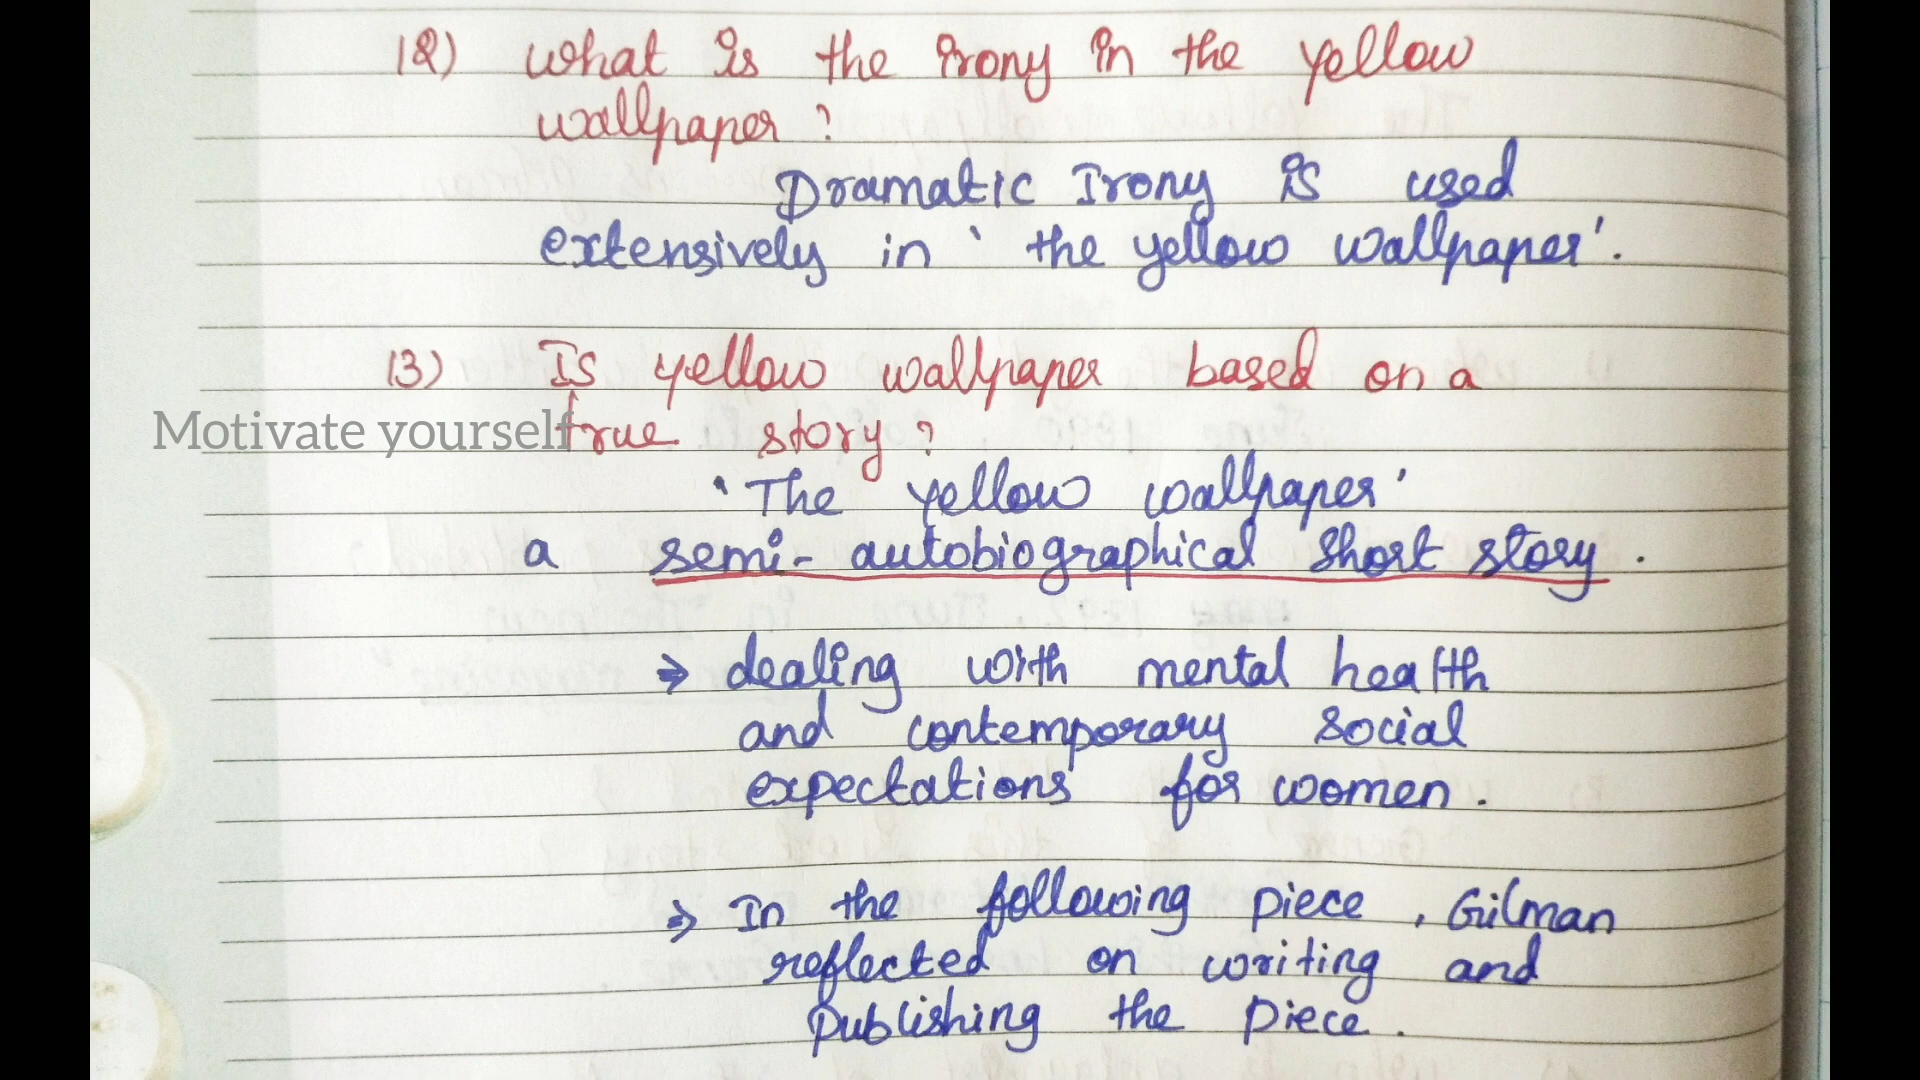 12) What is the irony in the yellow
wallpaper ?
Dramatic Irony is used
extensively in ' the yellow wallpaper'.
13) Is yellow wallpaper based on a
Motivate yourself
true story ?
'The yellow wallpaper'
a semi- autobiographical short story .
⇒ dealing with mental health
and contemporary social
expectations for women .
⇒ In the following piece , Gilman
reflected on writing and
publishing the piece .